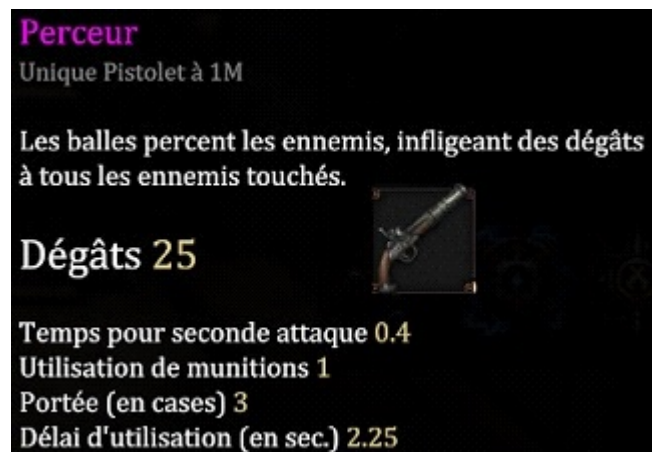 Perceur
Unique Pistolet à 1M
Les balles percent les ennemis, infligeant des dégâts
à tous les ennemis touchés.
Dégâts 25
Temps pour seconde attaque 0.4
Utilisation de munitions 1
Portée (en cases) 3
Délai d'utilisation (en sec.) 2.25